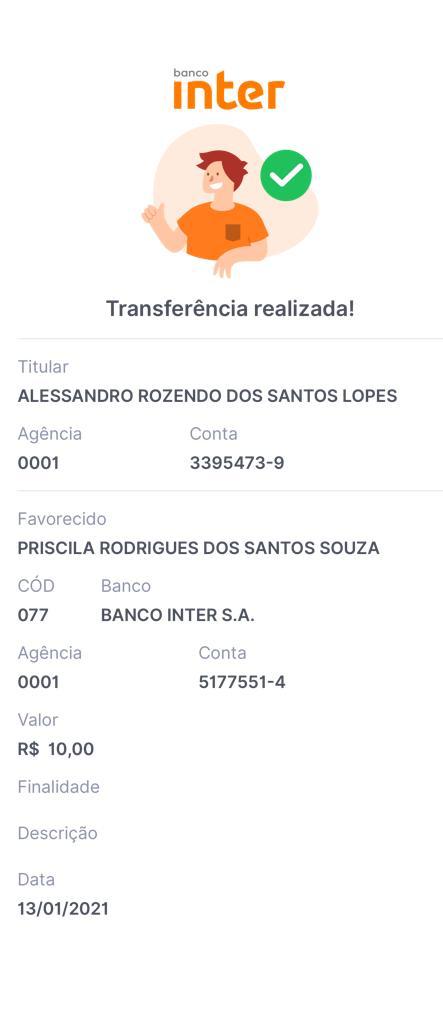 banco
inter
Transferência realizada!
Titular
ALESSANDRO ROZENDO DOS SANTOS LOPES
Agência Conta
0001 3395473-9
Favorecido
PRISCILA RODRIGUES DOS SANTOS SOUZA
CÓD Banco
077 BANCO INTER S.A.
Agência Conta
0001 5177551-4
Valor
R$ 10,00
Finalidade
Descrição
Data
13/01/2021